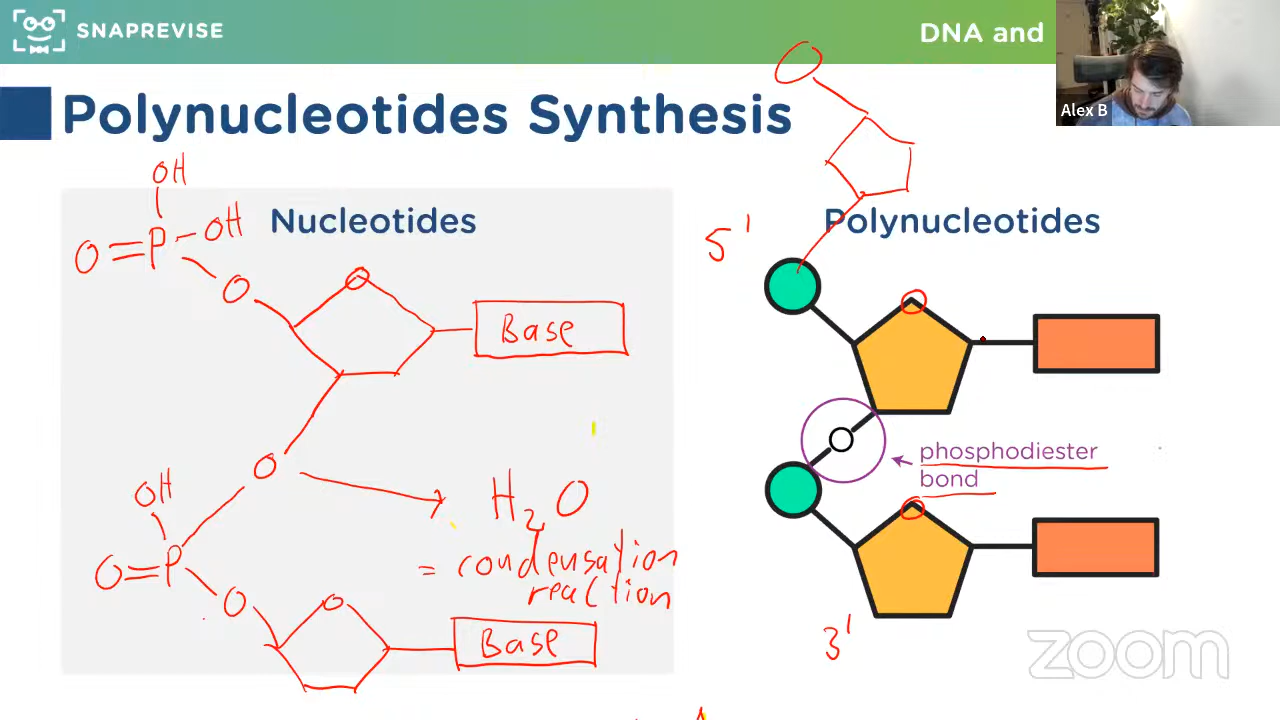 SNAPREVISE
DNA and
Alex B
Polynucleotides Synthesis
OH
Nucleotides
Polynucleotides
O=P-OH
5'
O
O
Base
O
phosphodiester
bond
OH
H2O
O=P
= condensation
reaction
O
O
Base
3'
zoom